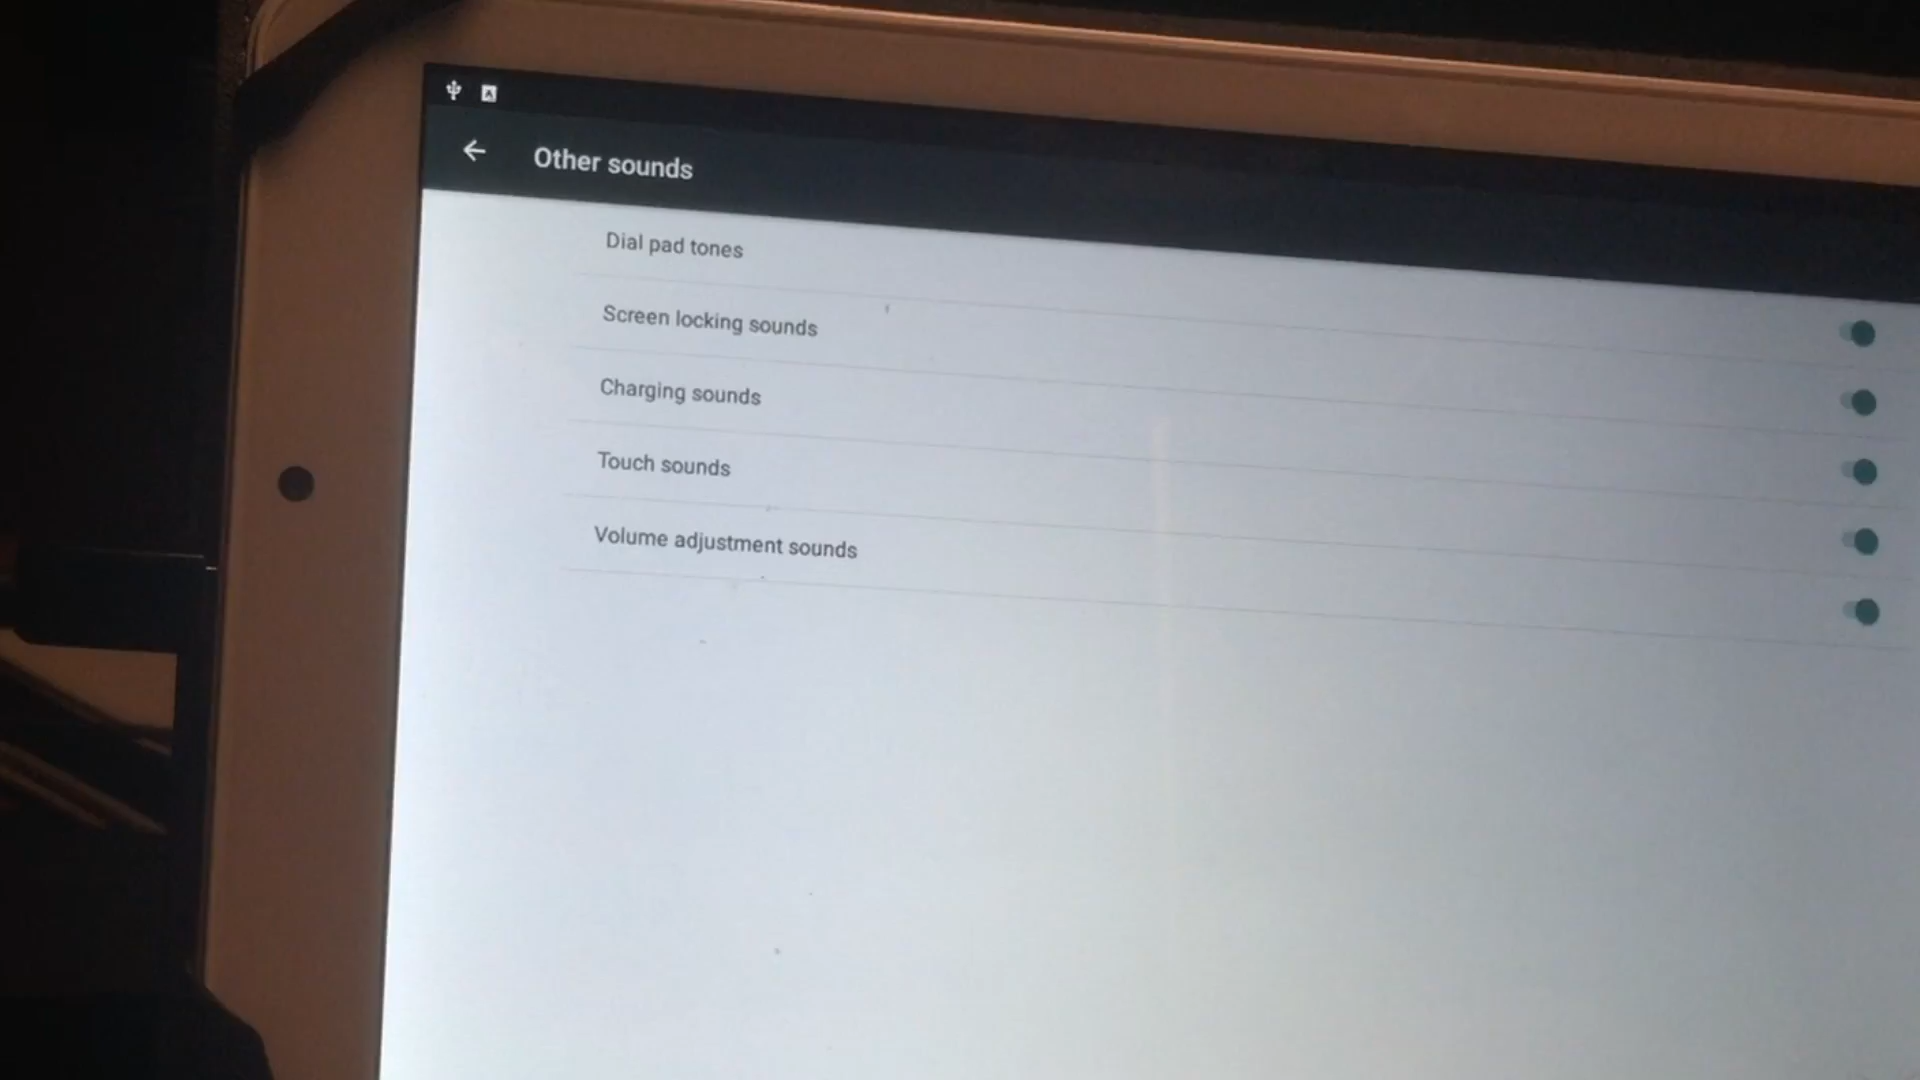 Other sounds
Dial pad tones
Screen locking sounds
Charging sounds
Touch sounds
Volume adjustment sounds